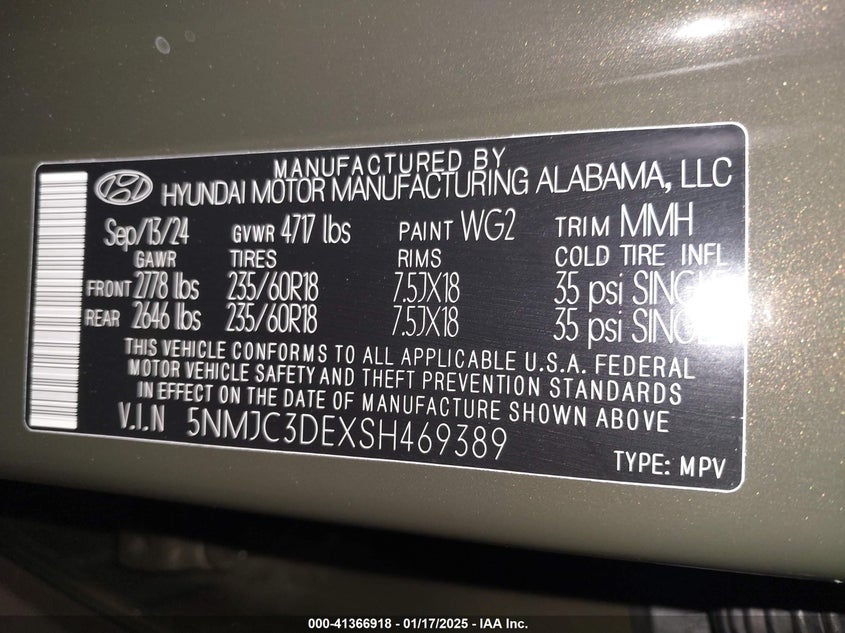 MANUFACTURED BY
HYUNDAI MOTOR MANUFACTURING ALABAMA, LLC
Sep/13/24 GVWR 4717 lbs PAINT WG2 TRIM MMH
GAWR TIRES RIMS COLD TIRE INFL
FRONT 2778 lbs 235/60R18 7.5JX18 35 psi SINGLE
REAR 2646 lbs 235/60R18 7.5JX18 35 psi SINGLE
THIS VEHICLE CONFORMS TO ALL APPLICABLE U.S.A. FEDERAL
MOTOR VEHICLE SAFETY AND THEFT PREVENTION STANDARDS
IN EFFECT ON THE DATE OF MANUFACTURE SHOWN ABOVE
V.I.N 5NMJC3DEXSH469389
TYPE: MPV
000-41366918 - 01/17/2025 - IAA Inc.